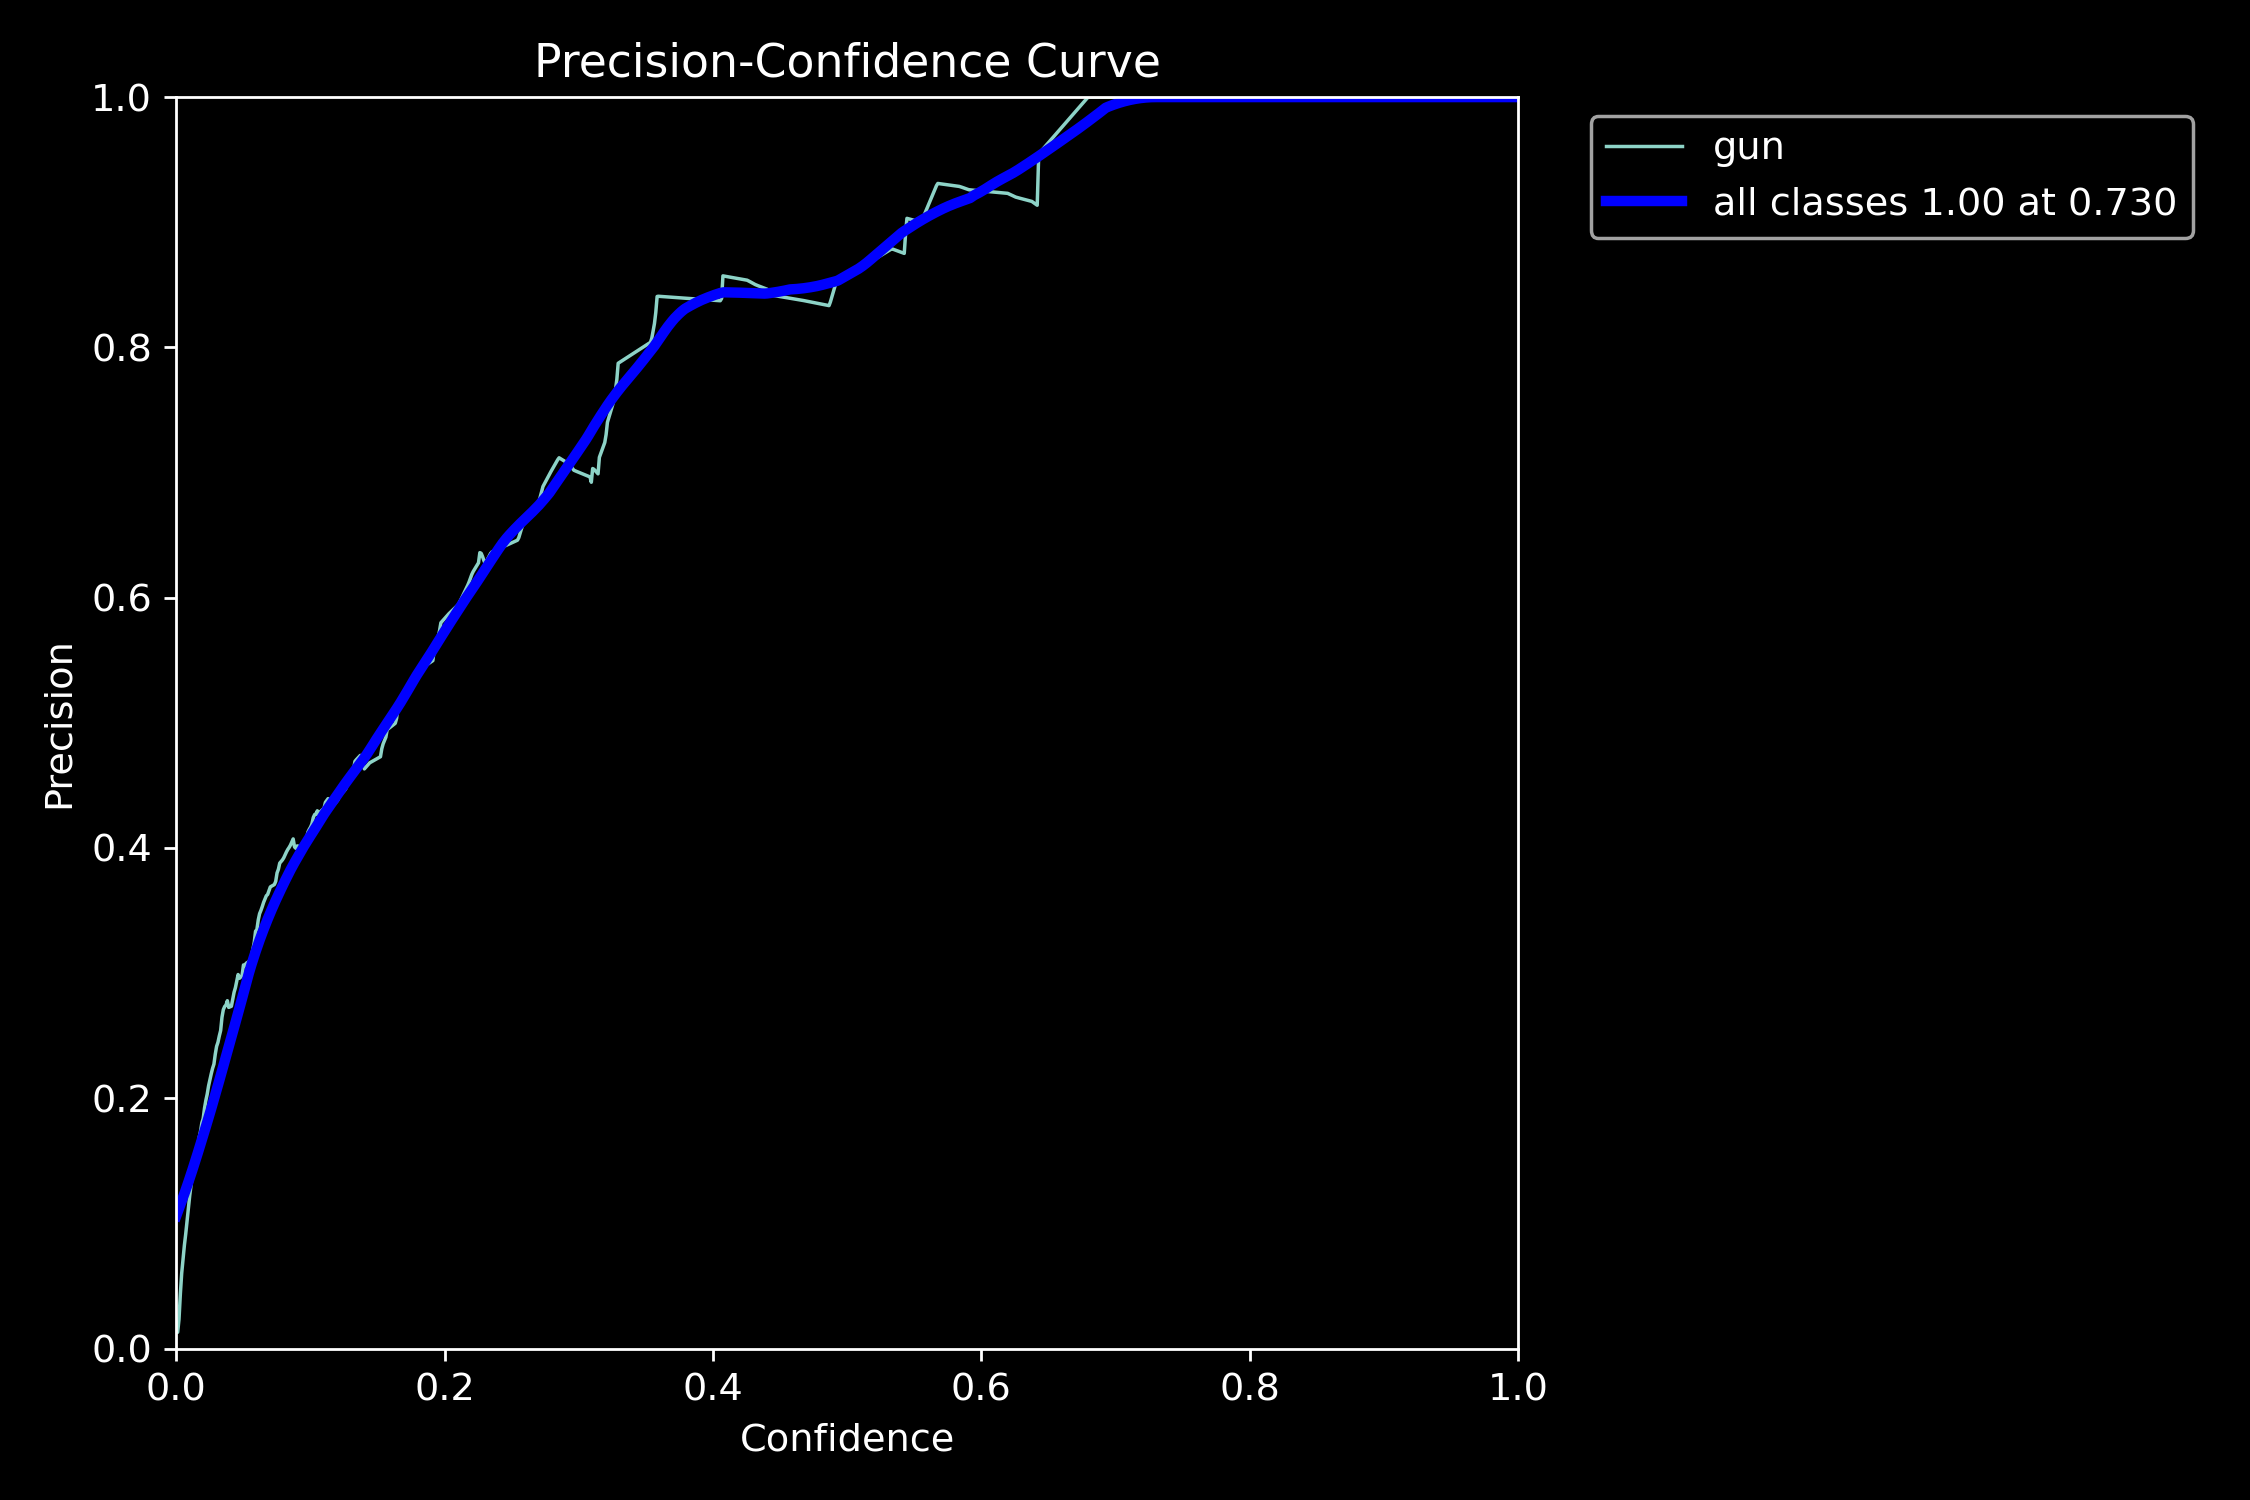 Precision-Confidence Curve
1.0
0.8
0.6
0.4
0.2
0.0
Precision
0.0 0.2 0.4 0.6 0.8 1.0
Confidence
gun
all classes 1.00 at 0.730